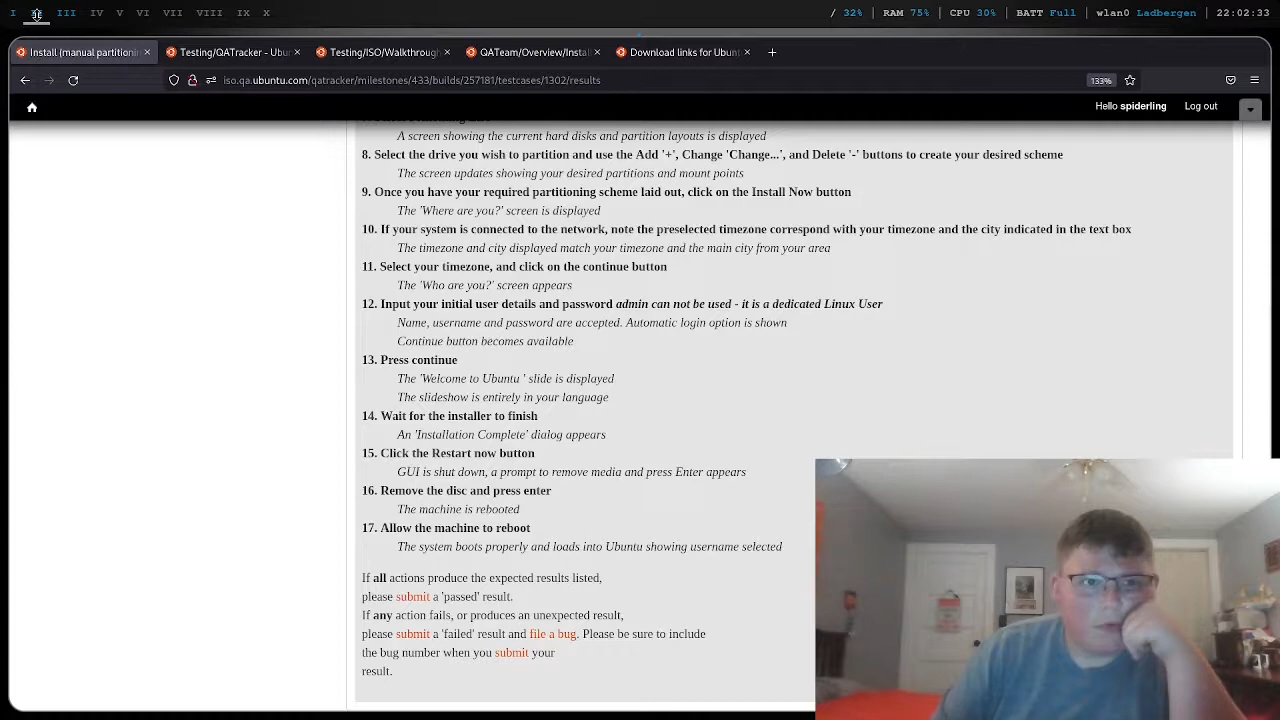 I II III IV V VI VII VIII IX X / 32% | RAM 75% | CPU 30% | BATT Full | wlan0 Ladbergen | 22:02:33
Install (manual partitionin × Testing/QATracker - Ubun × Testing/ISO/Walkthrough × QATeam/Overview/Install × Download links for Ubunt × +
iso.qa.ubuntu.com/qatracker/milestones/433/builds/257181/testcases/1302/results 133%
Hello spiderling Log out
A screen showing the current hard disks and partition layouts is displayed
8. Select the drive you wish to partition and use the Add '+', Change 'Change...', and Delete '-' buttons to create your desired scheme
The screen updates showing your desired partitions and mount points
9. Once you have your required partitioning scheme laid out, click on the Install Now button
The 'Where are you?' screen is displayed
10. If your system is connected to the network, note the preselected timezone correspond with your timezone and the city indicated in the text box
The timezone and city displayed match your timezone and the main city from your area
11. Select your timezone, and click on the continue button
The 'Who are you?' screen appears
12. Input your initial user details and password admin can not be used - it is a dedicated Linux User
Name, username and password are accepted. Automatic login option is shown
Continue button becomes available
13. Press continue
The 'Welcome to Ubuntu ' slide is displayed
The slideshow is entirely in your language
14. Wait for the installer to finish
An 'Installation Complete' dialog appears
15. Click the Restart now button
GUI is shut down, a prompt to remove media and press Enter appears
16. Remove the disc and press enter
The machine is rebooted
17. Allow the machine to reboot
The system boots properly and loads into Ubuntu showing username selected
If all actions produce the expected results listed,
please submit a 'passed' result.
If any action fails, or produces an unexpected result,
please submit a 'failed' result and file a bug. Please be sure to include
the bug number when you submit your
result.